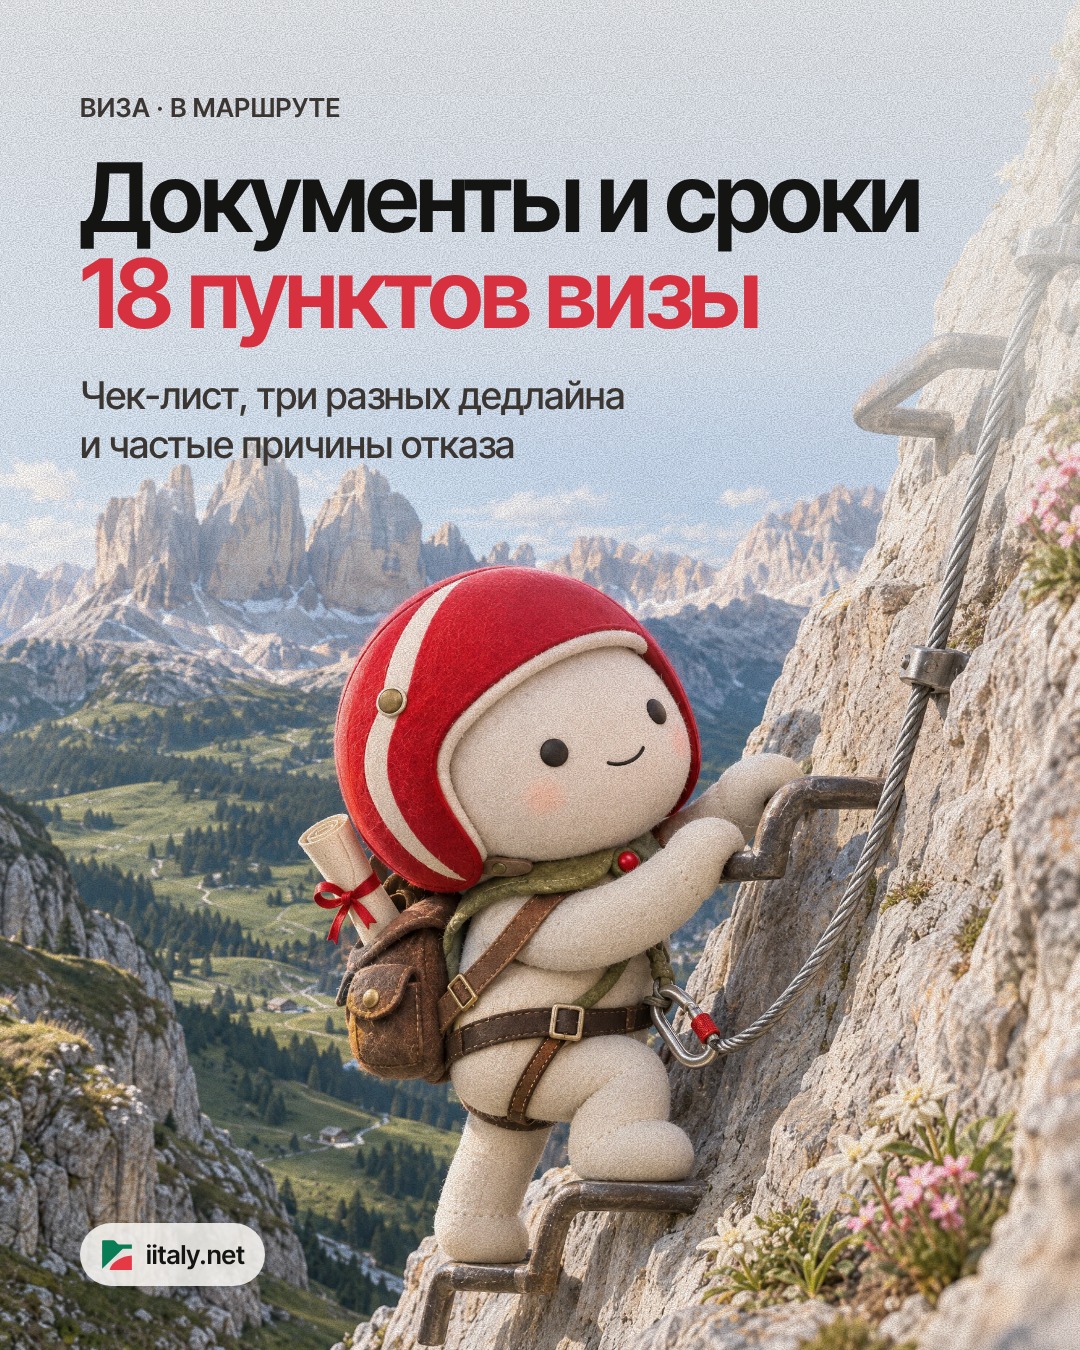 ВИЗА · В МАРШРУТЕ
Документы и сроки
18 пунктов визы
Чек-лист, три разных дедлайна
и частые причины отказа
iitaly.net